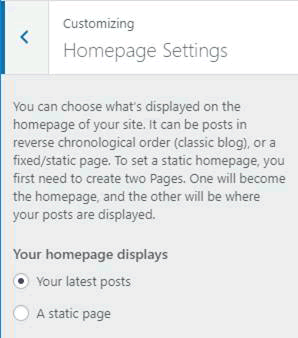 Customizing
Homepage Settings
You can choose what's displayed on the
homepage of your site. It can be posts in
reverse chronological order (classic blog), or a
fixed/static page. To set a static homepage, you
first need to create two Pages. One will become
the homepage, and the other will be where
your posts are displayed.
Your homepage displays
Your latest posts
A static page